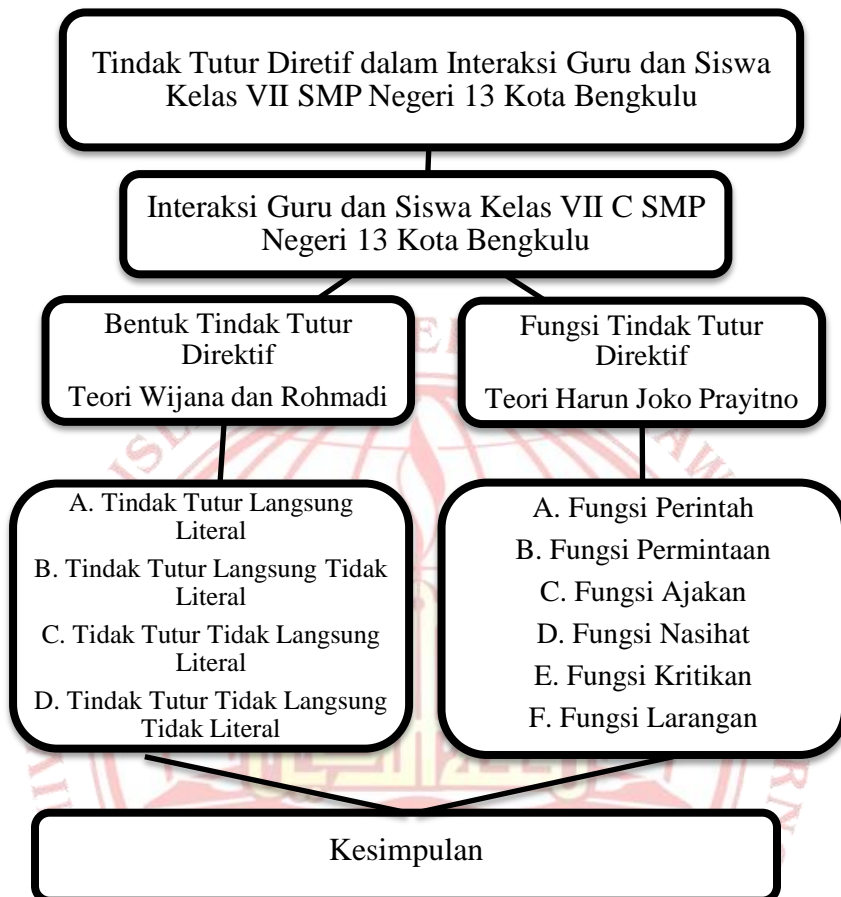 Tindak Tutur Diretif dalam Interaksi Guru dan Siswa
Kelas VII SMP Negeri 13 Kota Bengkulu
Interaksi Guru dan Siswa Kelas VII C SMP
Negeri 13 Kota Bengkulu
Bentuk Tindak Tutur
Direktif
Teori Wijana dan Rohmadi
Fungsi Tindak Tutur
Direktif
Teori Harun Joko Prayitno
A. Tindak Tutur Langsung
Literal
B. Tindak Tutur Langsung Tidak
Literal
C. Tidak Tutur Tidak Langsung
Literal
D. Tindak Tutur Tidak Langsung
Tidak Literal
A. Fungsi Perintah
B. Fungsi Permintaan
C. Fungsi Ajakan
D. Fungsi Nasihat
E. Fungsi Kritikan
F. Fungsi Larangan
Kesimpulan